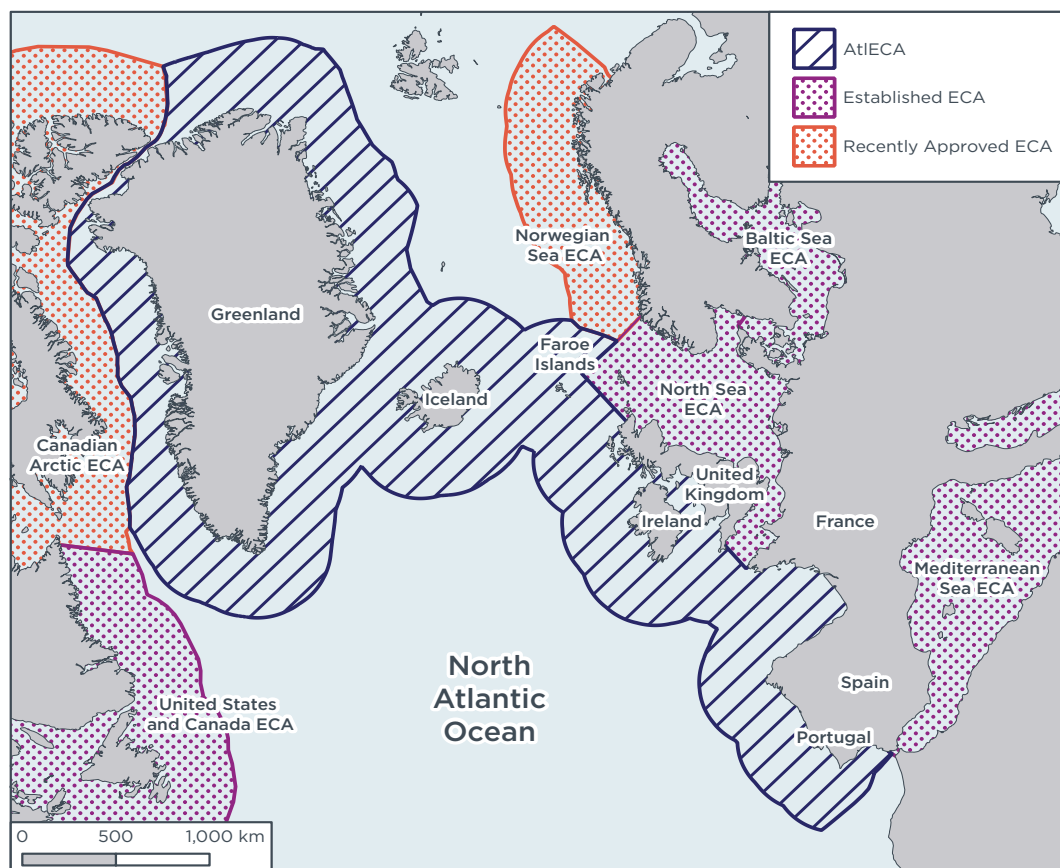 AtlECA
Established ECA
Recently Approved ECA
Norwegian
Sea ECA
Baltic Sea
ECA
Greenland
Faroe
Islands
Iceland
North Sea
ECA
Canadian
Arctic ECA
United
Kingdom
Ireland
France
Mediterranean
Sea ECA
North
Atlantic
Ocean
Spain
United States
and Canada ECA
Portugal
0 500 1,000 km